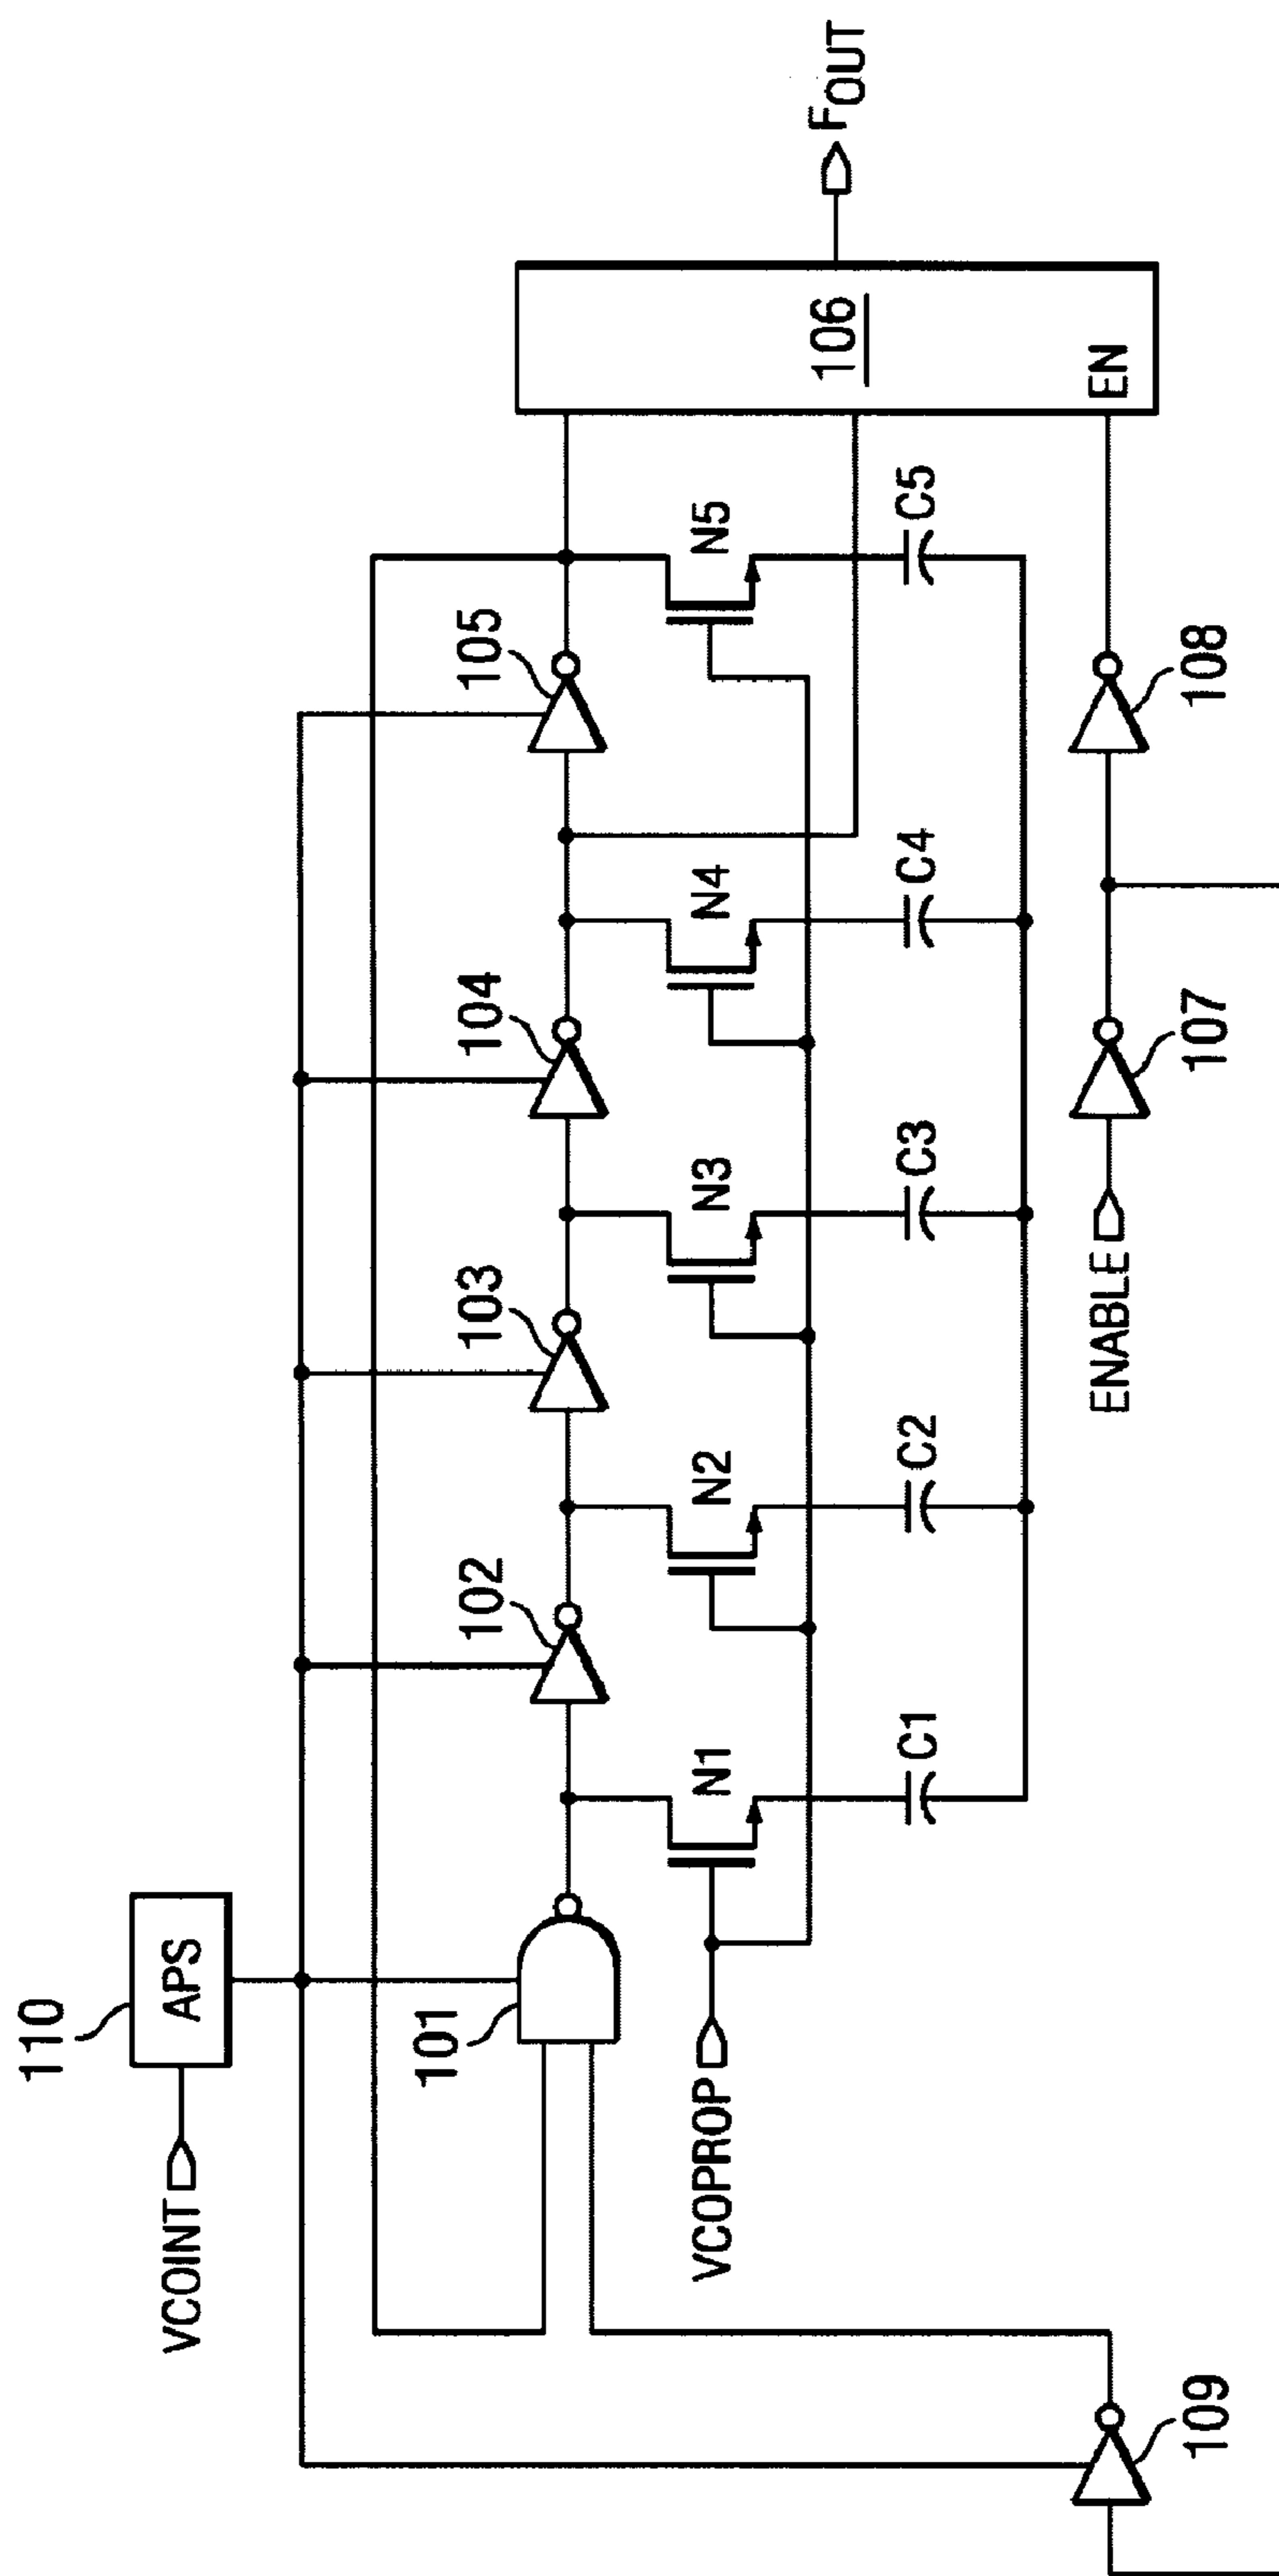 110
APS
VCOINT
101
102
103
104
105
N1
N2
N3
N4
N5
VCOPROP
C1
C2
C3
C4
C5
106
EN
FOUT
ENABLE
107
108
109